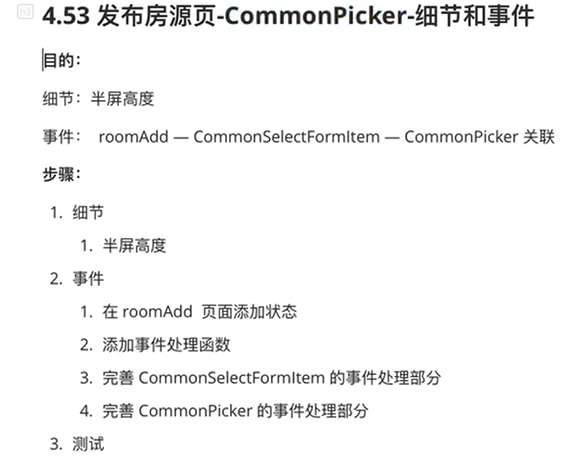 4.53 发布房源页-CommonPicker-细节和事件
目的：
细节：半屏高度
事件： roomAdd — CommonSelectFormItem — CommonPicker 关联
步骤：
1. 细节
1. 半屏高度
2. 事件
1. 在 roomAdd 页面添加状态
2. 添加事件处理函数
3. 完善 CommonSelectFormItem 的事件处理部分
4. 完善 CommonPicker 的事件处理部分
3. 测试